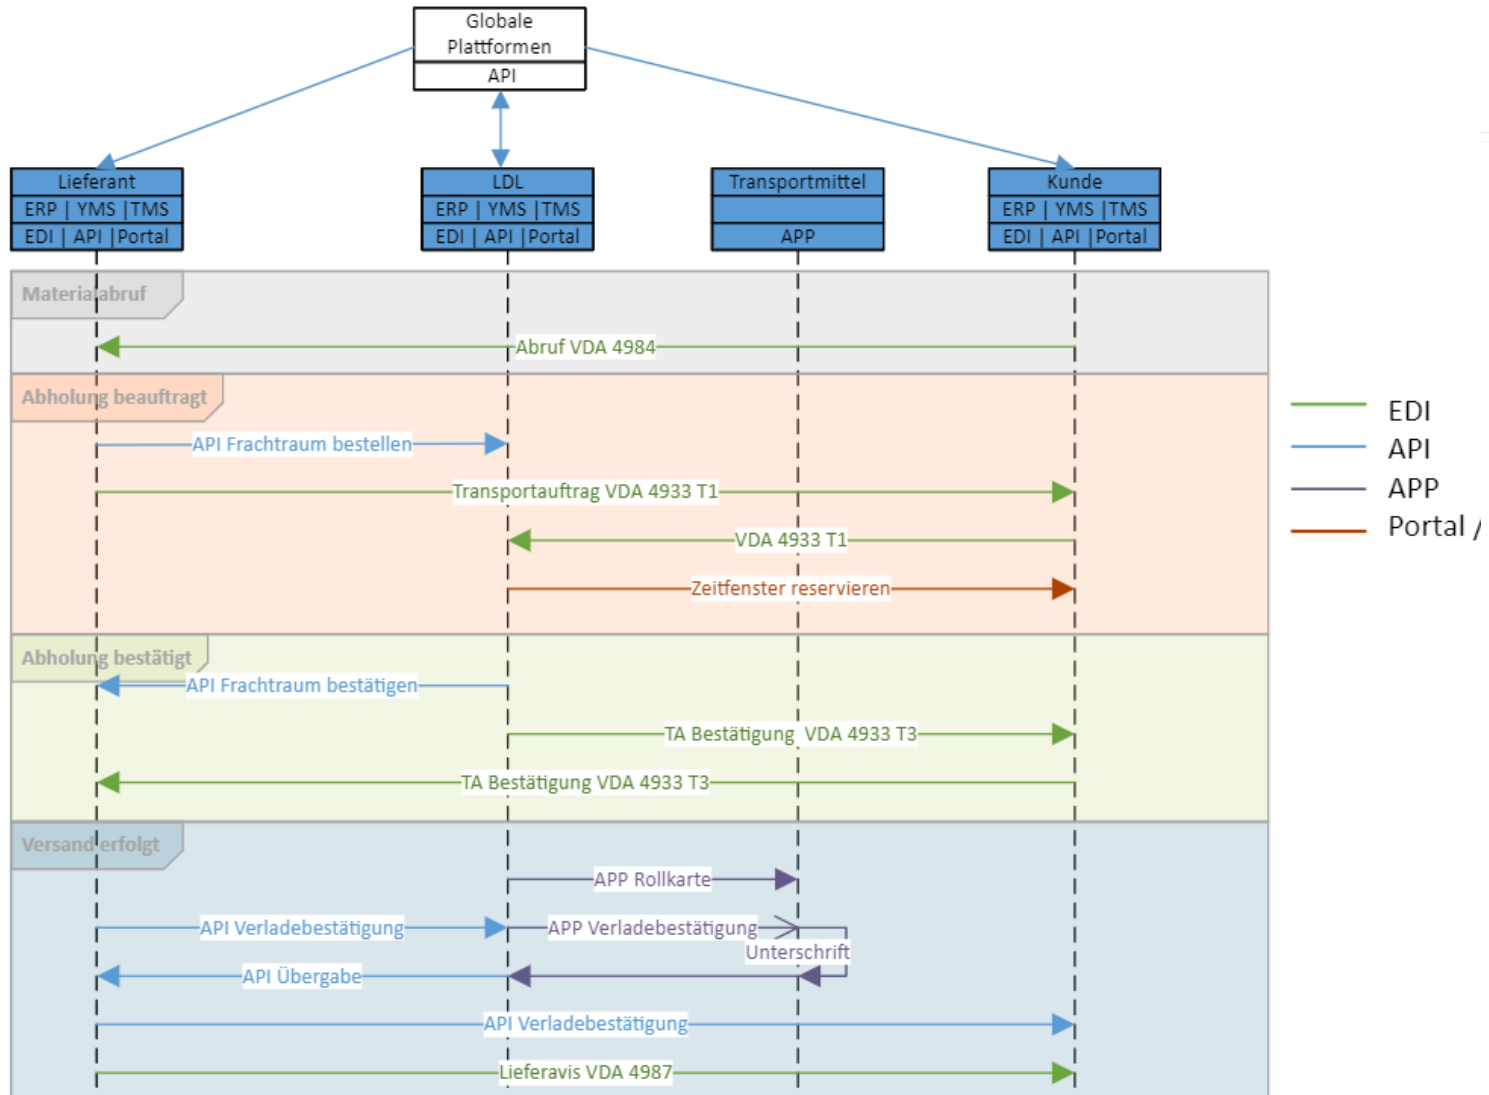 Globale
Plattformen
API
Lieferant
ERP | YMS |TMS
EDI | API |Portal
LDL
ERP | YMS |TMS
EDI | API |Portal
Transportmittel
APP
Kunde
ERP | YMS |TMS
EDI | API |Portal
Materialabruf
Abruf VDA 4984
Abholung beauftragt
API Frachtraum bestellen
Transportauftrag VDA 4933 T1
VDA 4933 T1
Zeitfenster reservieren
Abholung bestätigt
API Frachtraum bestätigen
TA Bestätigung  VDA 4933 T3
TA Bestätigung VDA 4933 T3
Versand erfolgt
APP Rollkarte
API Verladebestätigung
APP Verladebestätigung
Unterschrift
API Übergabe
API Verladebestätigung
Lieferavis VDA 4987
EDI
API
APP
Portal /